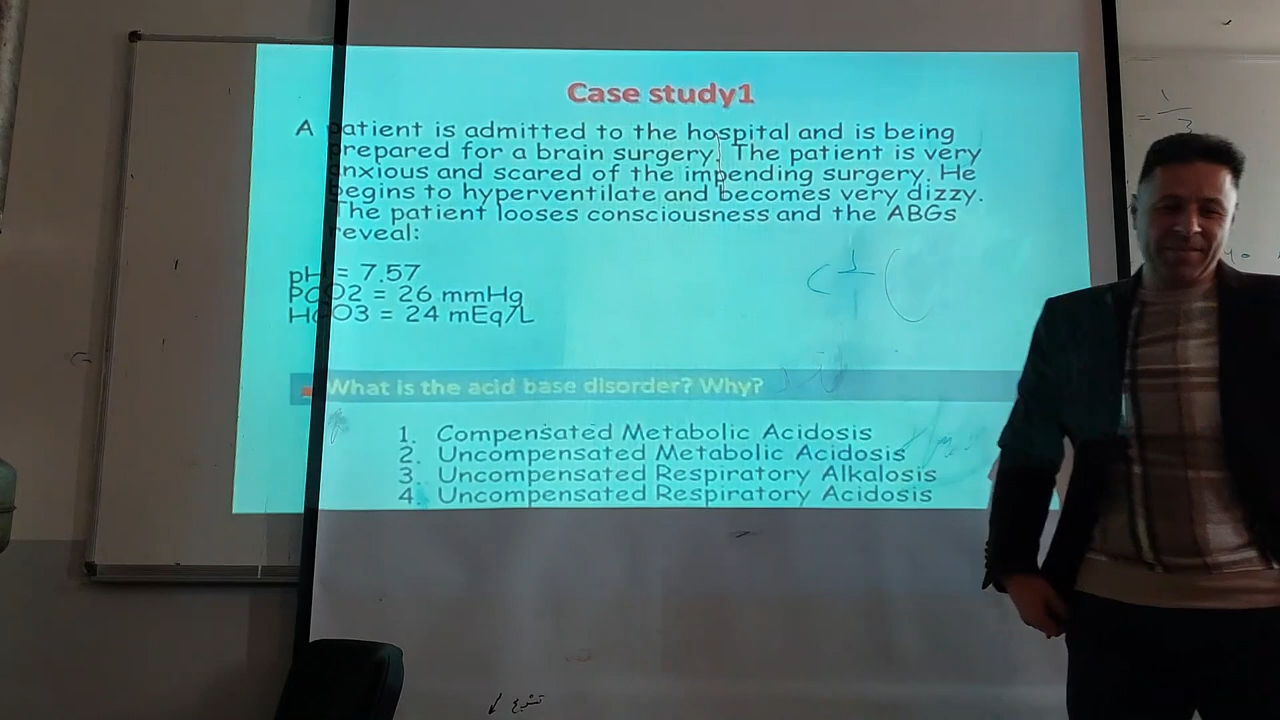 Case study1
A patient is admitted to the hospital and is being
prepared for a brain surgery. The patient is very
anxious and scared of the impending surgery. He
begins to hyperventilate and becomes very dizzy.
The patient looses consciousness and the ABGs
reveal:
pH = 7.57
PCO2 = 26 mmHg
HCO3 = 24 mEq/L
What is the acid base disorder? Why?
1. Compensated Metabolic Acidosis
2. Uncompensated Metabolic Acidosis
3. Uncompensated Respiratory Alkalosis
4. Uncompensated Respiratory Acidosis